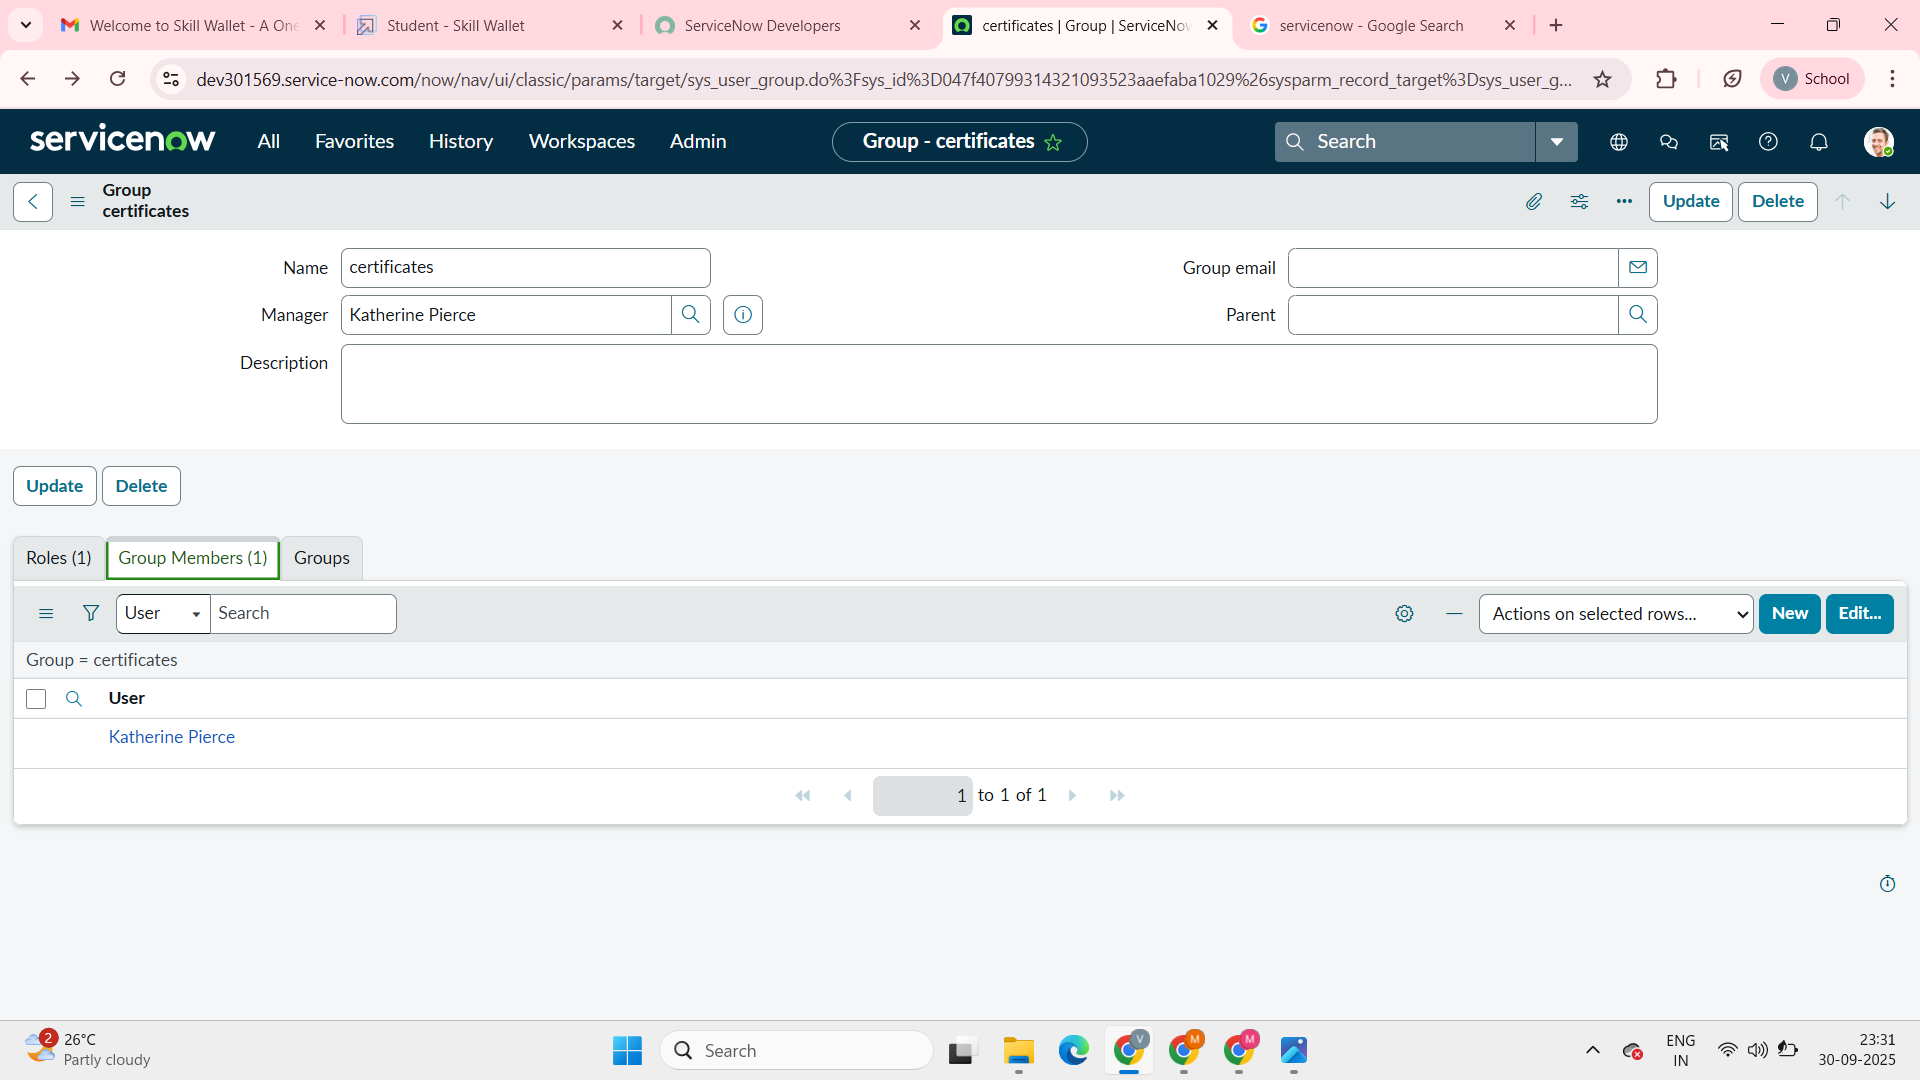 Welcome to Skill Wallet - A One
Student - Skill Wallet
ServiceNow Developers
certificates | Group | ServiceNow
servicenow - Google Search
dev301569.service-now.com/now/nav/ui/classic/params/target/sys_user_group.do%3Fsys_id%3D047f40799314321093523aaefaba1029%26sysparm_record_target%3Dsys_user_g...
V School
servicenow
All
Favorites
History
Workspaces
Admin
Group - certificates
Search
Group
certificates
Update
Delete
Name
certificates
Group email
Manager
Katherine Pierce
Parent
Description
Update
Delete
Roles (1)
Group Members (1)
Groups
User
Search
Actions on selected rows...
New
Edit...
Group = certificates
User
Katherine Pierce
1 to 1 of 1
2
26°C
Partly cloudy
Search
V
M
M
ENG
IN
23:31
30-09-2025